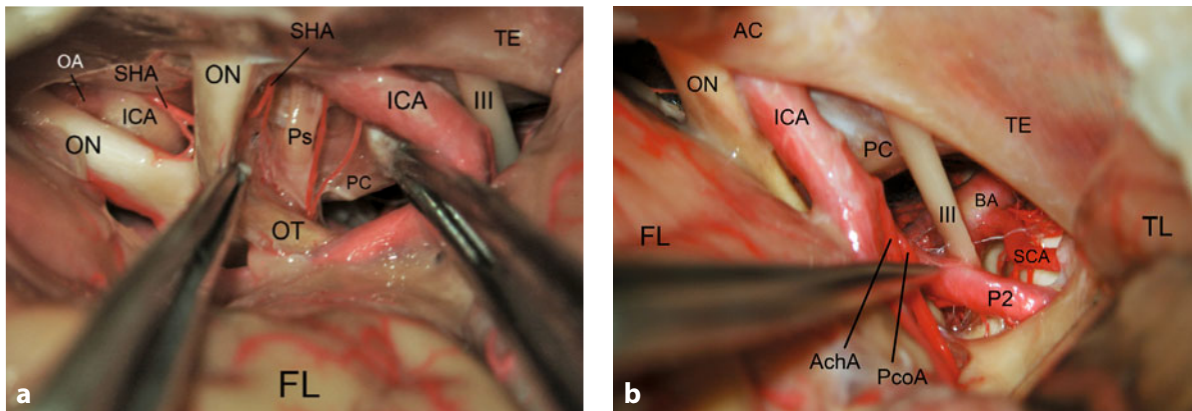 SHA
TE
OA
SHA
ON
ICA
III
ICA
Ps
ON
PC
OT
FL
a
AC
ON
ICA
PC
TE
III
BA
FL
TL
SCA
P2
AchA
PcoA
b